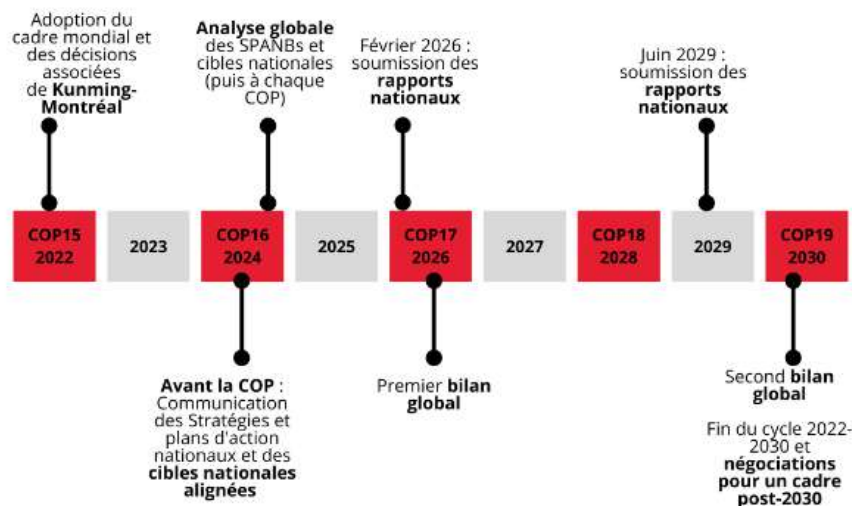 Adoption du
cadre mondial et
des décisions
associées
de Kunming-
Montréal
Analyse globale
des SPANBs et
cibles nationales
(puis à chaque
COP)
Février 2026 :
soumission des
rapports
nationaux
Juin 2029 :
soumission des
rapports
nationaux
COP15
2022
2023
COP16
2024
2025
COP17
2026
2027
COP18
2028
2029
COP19
2030
Avant la COP :
Communication
des Stratégies et
plans d'action
nationaux et des
cibles nationales
alignées
Premier bilan
global
Second bilan
global
Fin du cycle 2022-
2030 et
négociations
pour un cadre
post-2030